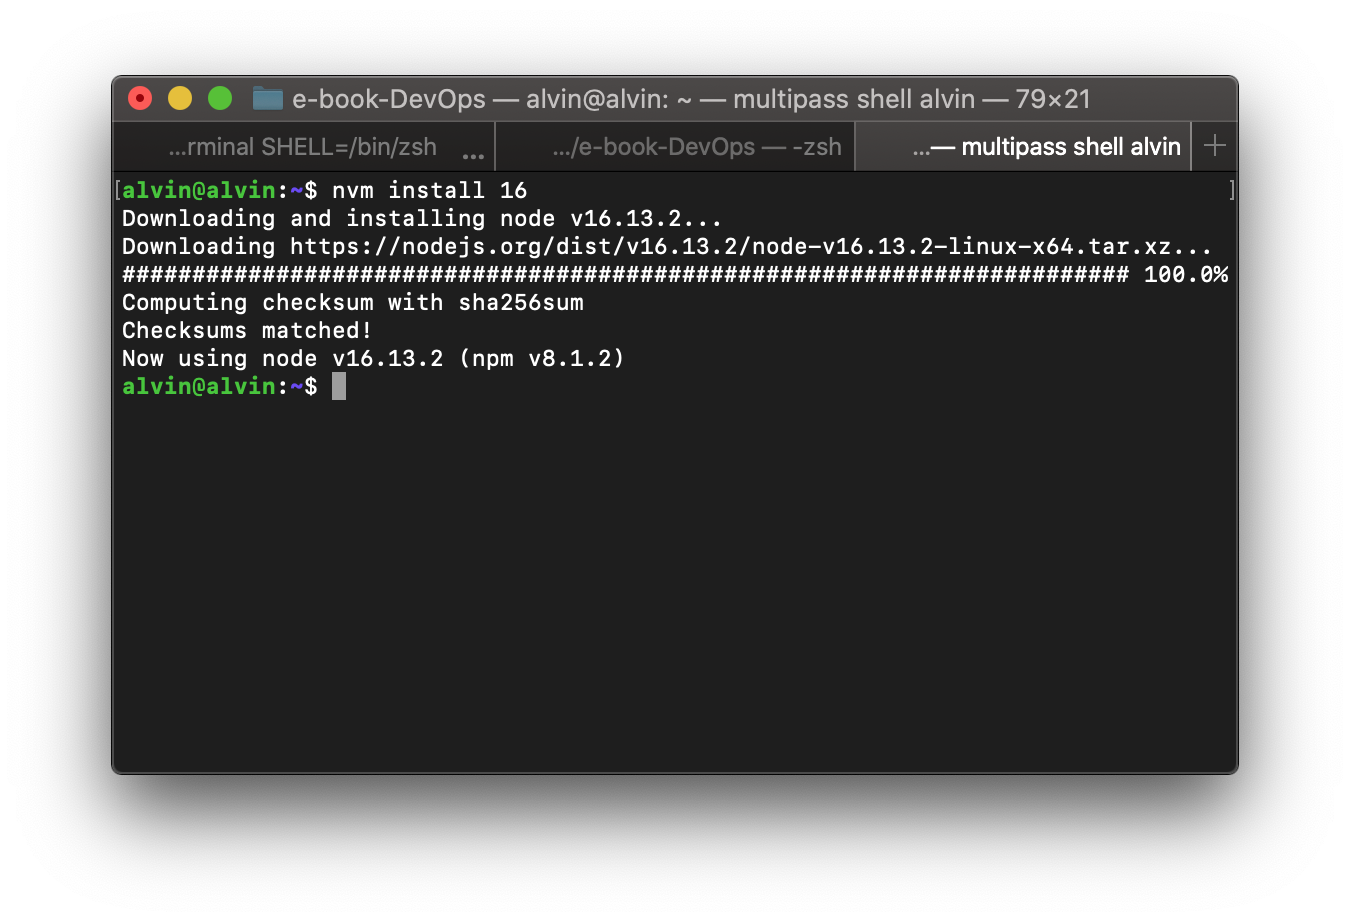 e-book-DevOps — alvin@alvin: ~ — multipass shell alvin — 79×21
...rminal SHELL=/bin/zsh ...
.../e-book-DevOps — -zsh
...— multipass shell alvin
[alvin@alvin:~$ nvm install 16 ]
Downloading and installing node v16.13.2...
Downloading https://nodejs.org/dist/v16.13.2/node-v16.13.2-linux-x64.tar.xz...
######################################################################## 100.0%
Computing checksum with sha256sum
Checksums matched!
Now using node v16.13.2 (npm v8.1.2)
alvin@alvin:~$